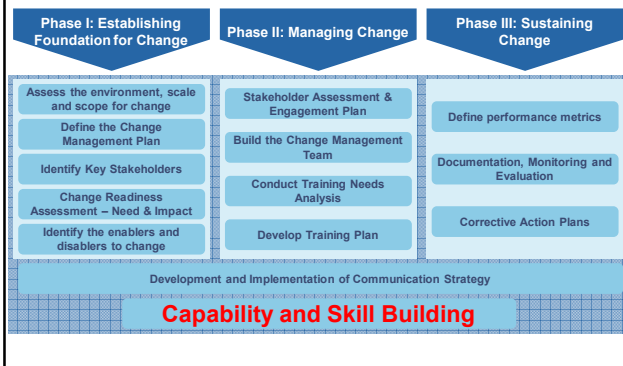 Phase I: Establishing
Foundation for Change
Phase II: Managing Change
Phase III: Sustaining
Change
Assess the environment, scale
and scope for change
Define the Change
Management Plan
Identify Key Stakeholders
Change Readiness
Assessment – Need & Impact
Identify the enablers and
disablers to change
Stakeholder Assessment &
Engagement Plan
Build the Change Management
Team
Conduct Training Needs
Analysis
Develop Training Plan
Define performance metrics
Documentation, Monitoring and
Evaluation
Corrective Action Plans
Development and Implementation of Communication Strategy
Capability and Skill Building